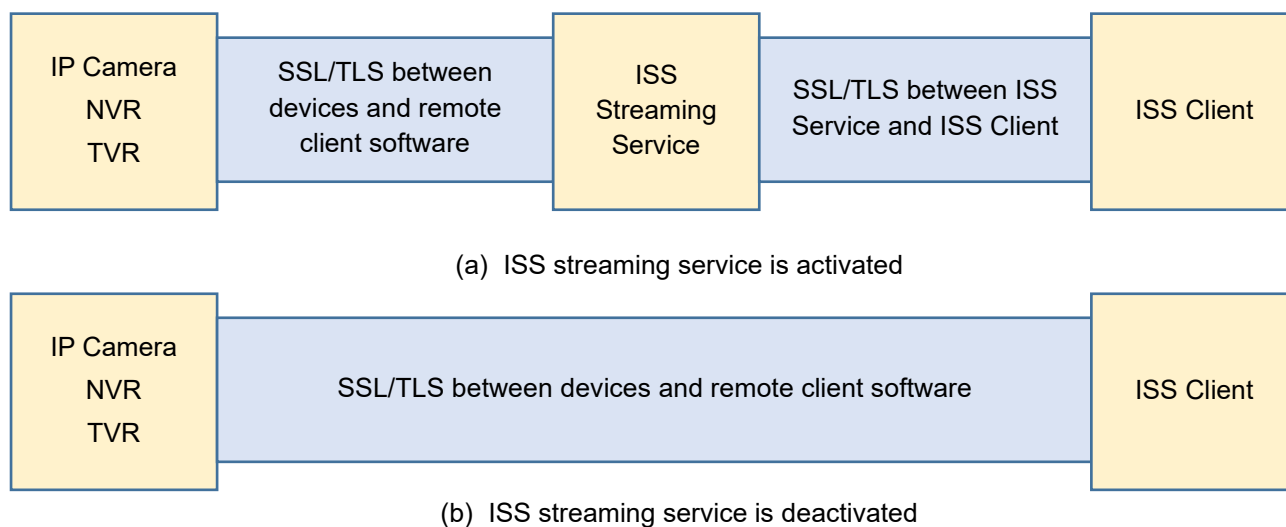 IP Camera
NVR
TVR
SSL/TLS between
devices and remote
client software
ISS
Streaming
Service
SSL/TLS between ISS
Service and ISS Client
ISS Client
(a) ISS streaming service is activated
IP Camera
NVR
TVR
SSL/TLS between devices and remote client software
ISS Client
(b) ISS streaming service is deactivated